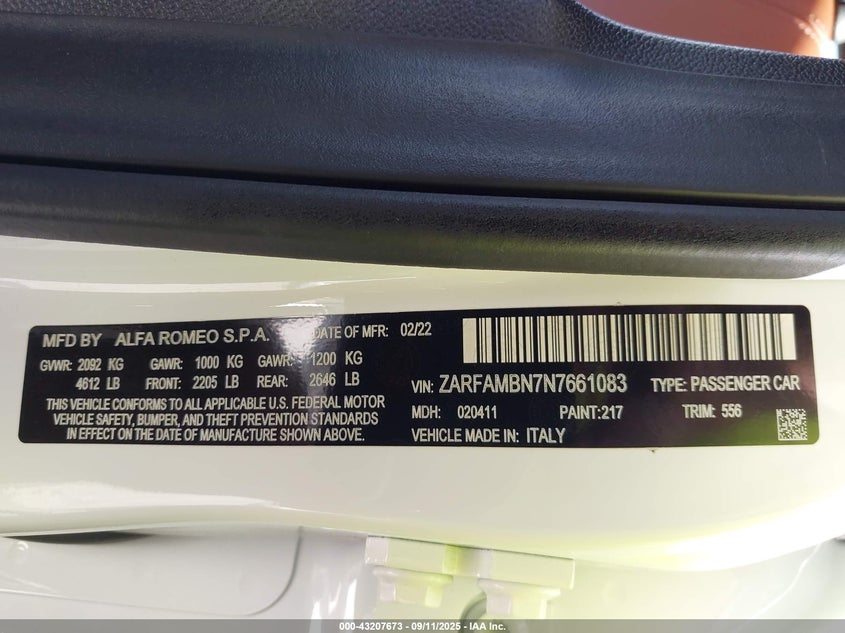 MFD BY ALFA ROMEO S.P.A. DATE OF MFR: 02/22
GVWR: 2092 KG GAWR: 1000 KG GAWR: 1200 KG
4612 LB FRONT: 2205 LB REAR: 2646 LB
THIS VEHICLE CONFORMS TO ALL APPLICABLE U.S. FEDERAL MOTOR
VEHICLE SAFETY, BUMPER, AND THEFT PREVENTION STANDARDS
IN EFFECT ON THE DATE OF MANUFACTURE SHOWN ABOVE.
VIN: ZARFAMBN7N7661083 TYPE: PASSENGER CAR
MDH: 020411 PAINT:217 TRIM: 556
VEHICLE MADE IN: ITALY
000-43207673 - 09/11/2025 - IAA Inc.